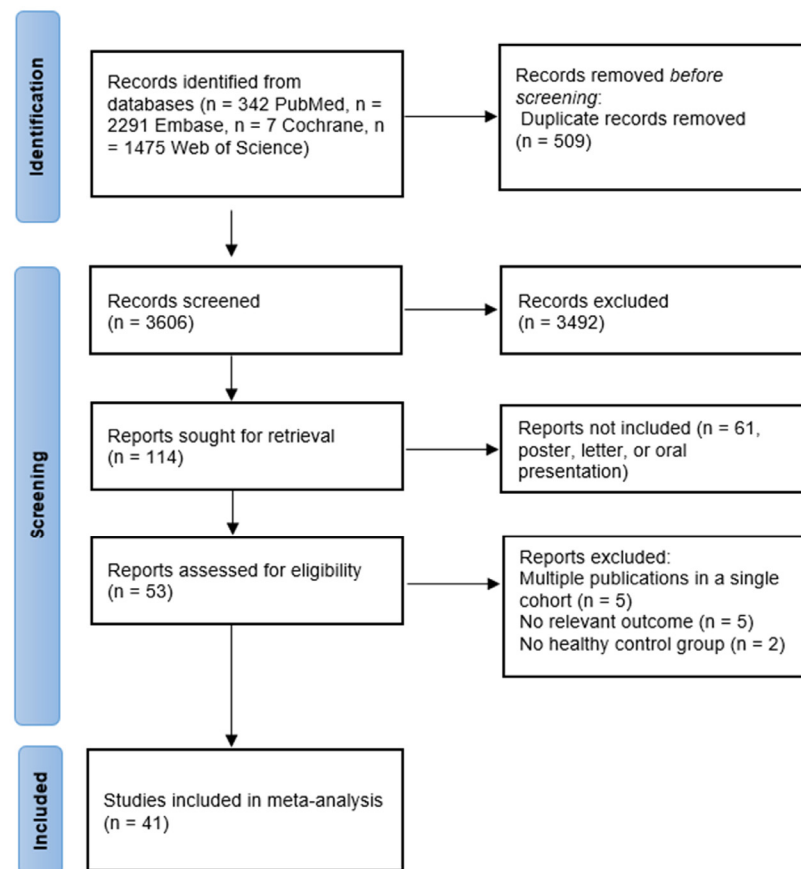 Identification
Records identified from
databases (n = 342 PubMed, n =
2291 Embase, n = 7 Cochrane, n
= 1475 Web of Science)
Records removed before
screening:
Duplicate records removed
(n = 509)
Screening
Records screened
(n = 3606)
Records excluded
(n = 3492)
Reports sought for retrieval
(n = 114)
Reports not included (n = 61,
poster, letter, or oral
presentation)
Reports assessed for eligibility
(n = 53)
Reports excluded:
Multiple publications in a single
cohort (n = 5)
No relevant outcome (n = 5)
No healthy control group (n = 2)
Included
Studies included in meta-analysis
(n = 41)